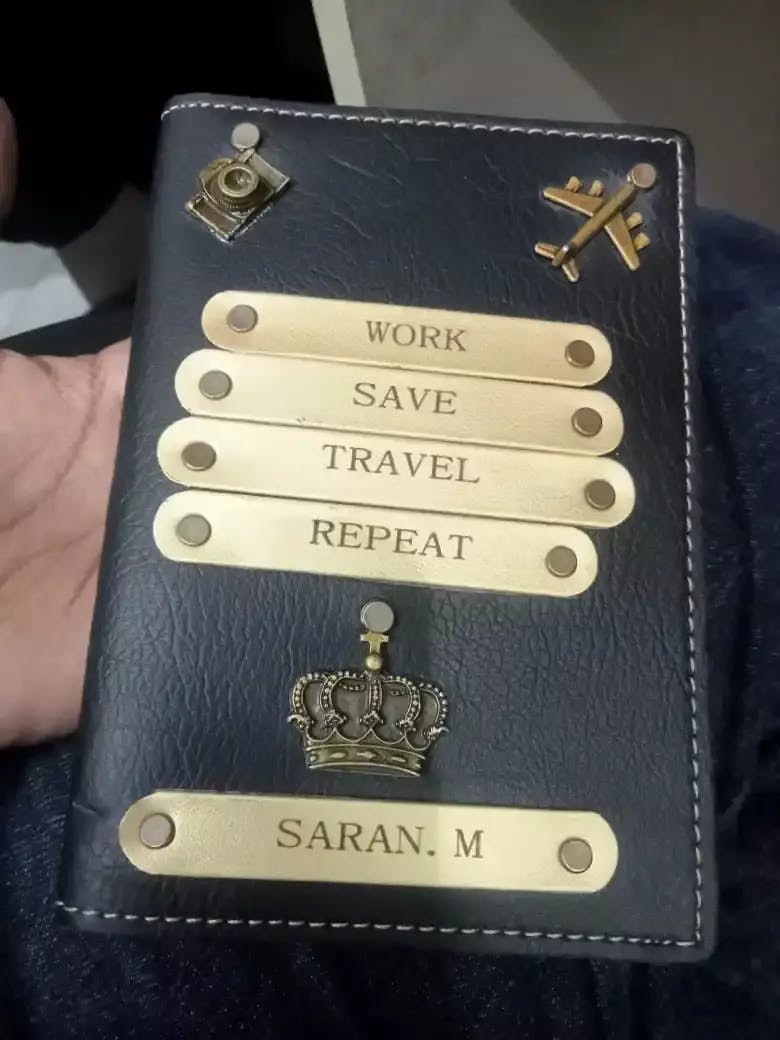 WORK
SAVE
TRAVEL
REPEAT
SARAN. M